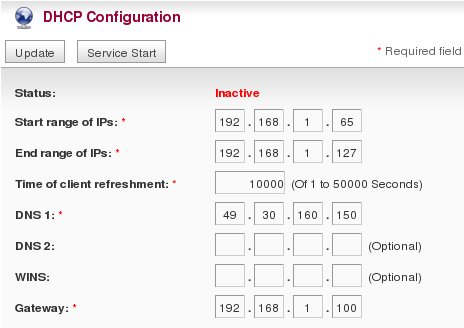 DHCP Configuration
Update Service Start * Required field
Status: Inactive
Start range of IPs: * 192 . 168 . 1 . 65
End range of IPs: * 192 . 168 . 1 . 127
Time of client refreshment: * 10000 (Of 1 to 50000 Seconds)
DNS 1: * 49 . 30 . 160 . 150
DNS 2: . . . (Optional)
WINS: . . . (Optional)
Gateway: * 192 . 168 . 1 . 100